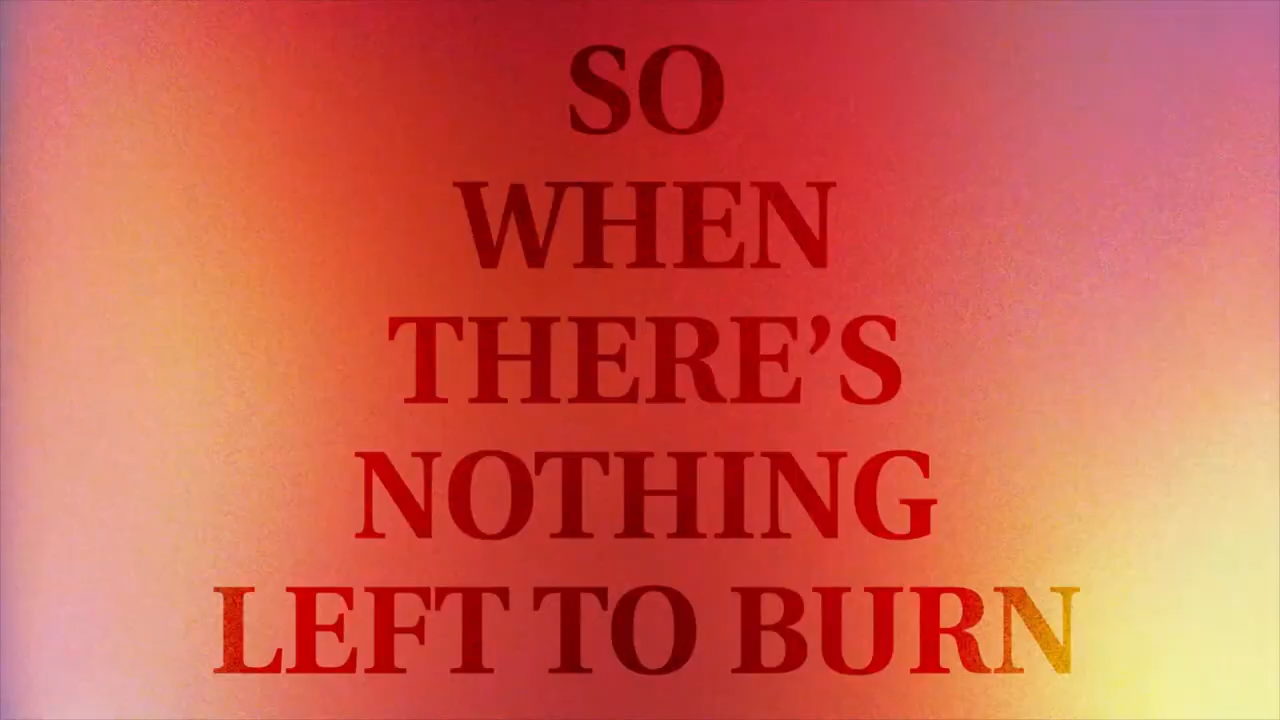 SO
WHEN
THERE’S
NOTHING
LEFT TO BURN